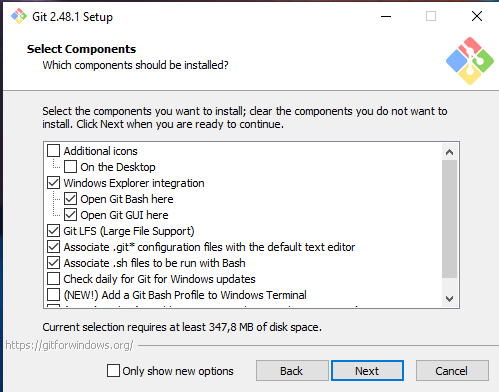 Git 2.48.1 Setup
Select Components
Which components should be installed?
Select the components you want to install; clear the components you do not want to
install. Click Next when you are ready to continue.
Additional icons
On the Desktop
Windows Explorer integration
Open Git Bash here
Open Git GUI here
Git LFS (Large File Support)
Associate .git* configuration files with the default text editor
Associate .sh files to be run with Bash
Check daily for Git for Windows updates
(NEW!) Add a Git Bash Profile to Windows Terminal
Current selection requires at least 347,8 MB of disk space.
https://gitforwindows.org/
Only show new options
Back
Next
Cancel